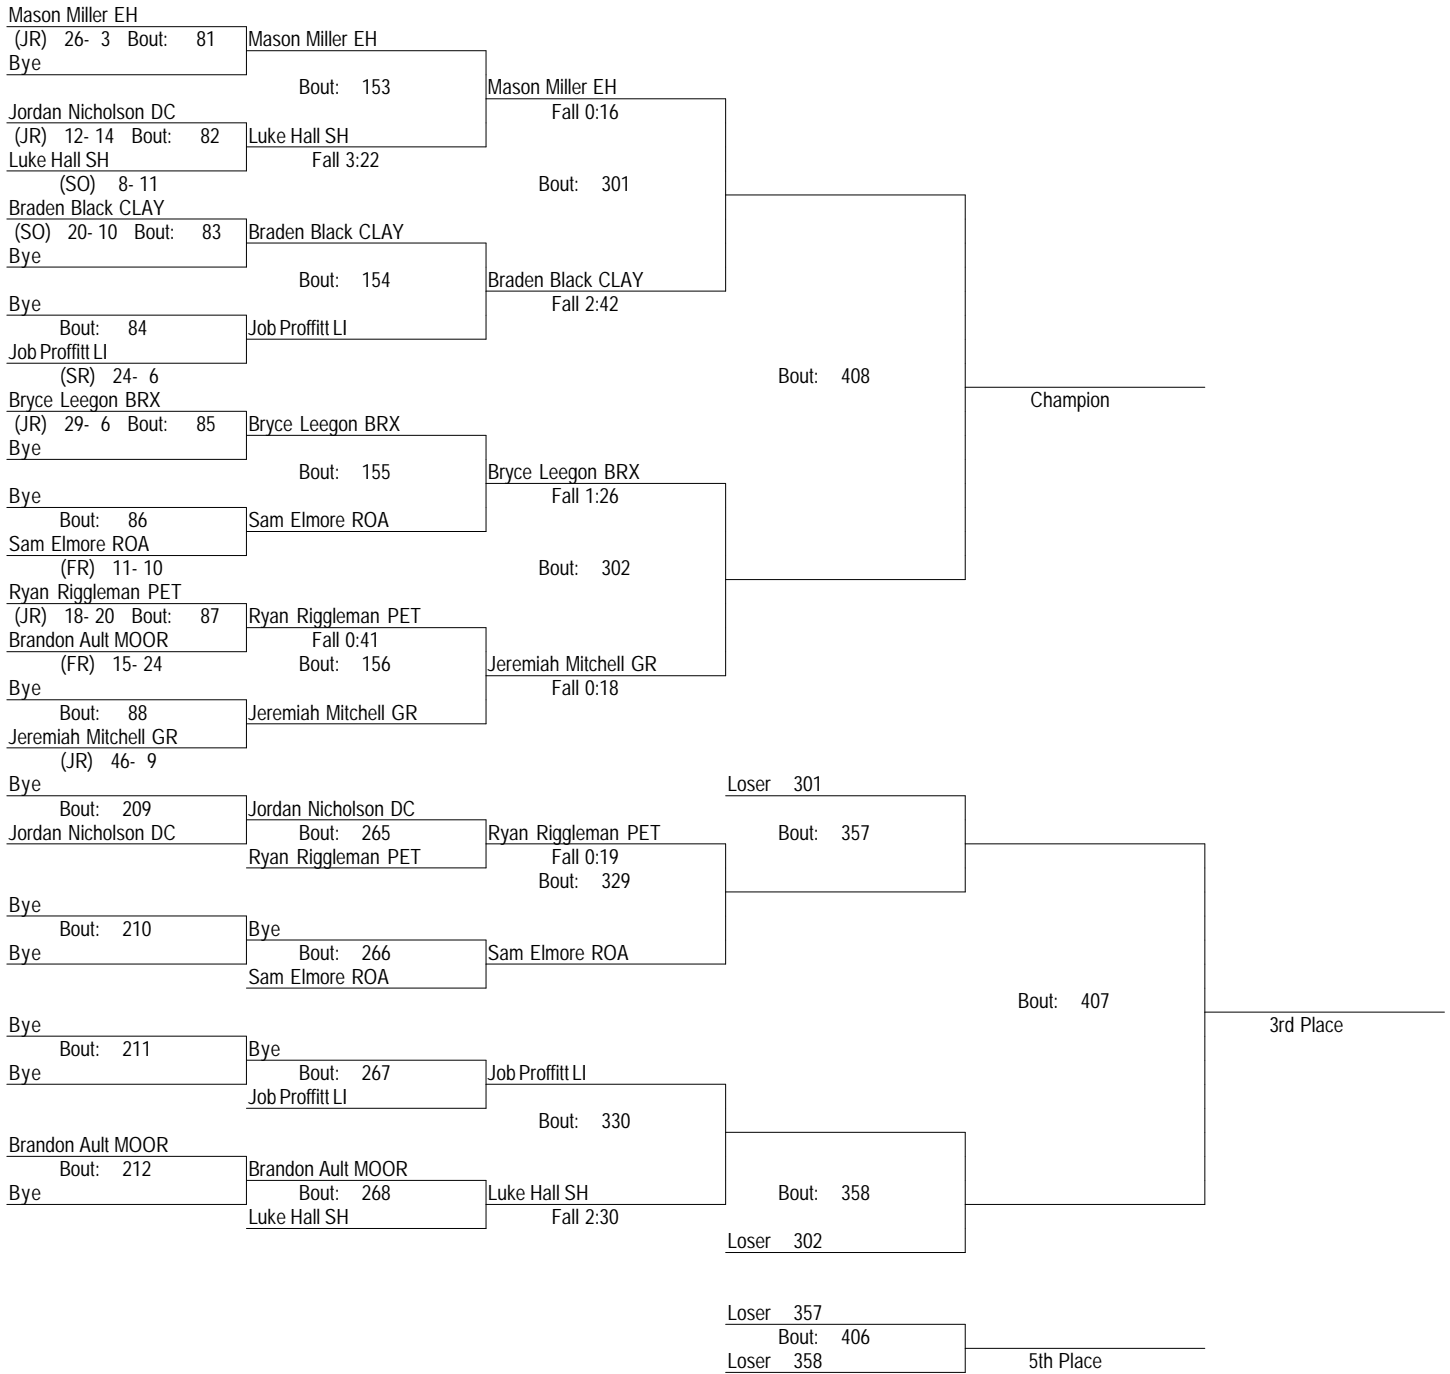 Mason Miller EH
(JR) 26- 3 Bout: 81 Mason Miller EH
Bye
Bout: 153 Mason Miller EH
Jordan Nicholson DC Fall 0:16
(JR) 12- 14 Bout: 82 Luke Hall SH
Luke Hall SH Fall 3:22
(SO) 8- 11 Bout: 301
Braden Black CLAY
(SO) 20- 10 Bout: 83 Braden Black CLAY
Bye
Bout: 154 Braden Black CLAY
Bye Fall 2:42
Bout: 84 Job Proffitt LI
Job Proffitt LI
(SR) 24- 6 Bout: 408
Bryce Leegon BRX Champion
(JR) 29- 6 Bout: 85 Bryce Leegon BRX
Bye
Bout: 155 Bryce Leegon BRX
Bye Fall 1:26
Bout: 86 Sam Elmore ROA
Sam Elmore ROA
(FR) 11- 10 Bout: 302
Ryan Riggleman PET
(JR) 18- 20 Bout: 87 Ryan Riggleman PET
Brandon Ault MOOR Fall 0:41
(FR) 15- 24 Bout: 156 Jeremiah Mitchell GR
Bye Fall 0:18
Bout: 88 Jeremiah Mitchell GR
Jeremiah Mitchell GR
(JR) 46- 9
Bye Loser 301
Bout: 209 Jordan Nicholson DC
Jordan Nicholson DC Bout: 265 Ryan Riggleman PET Bout: 357
Ryan Riggleman PET Fall 0:19
Bout: 329
Bye
Bout: 210 Bye
Bye Bout: 266 Sam Elmore ROA
Sam Elmore ROA
Bout: 407
Bye 3rd Place
Bout: 211 Bye
Bye Bout: 267 Job Proffitt LI
Job Proffitt LI
Bout: 330
Brandon Ault MOOR
Bout: 212 Brandon Ault MOOR
Bye Bout: 268 Luke Hall SH Bout: 358
Luke Hall SH Fall 2:30
Loser 302
Loser 357
Bout: 406
Loser 358 5th Place